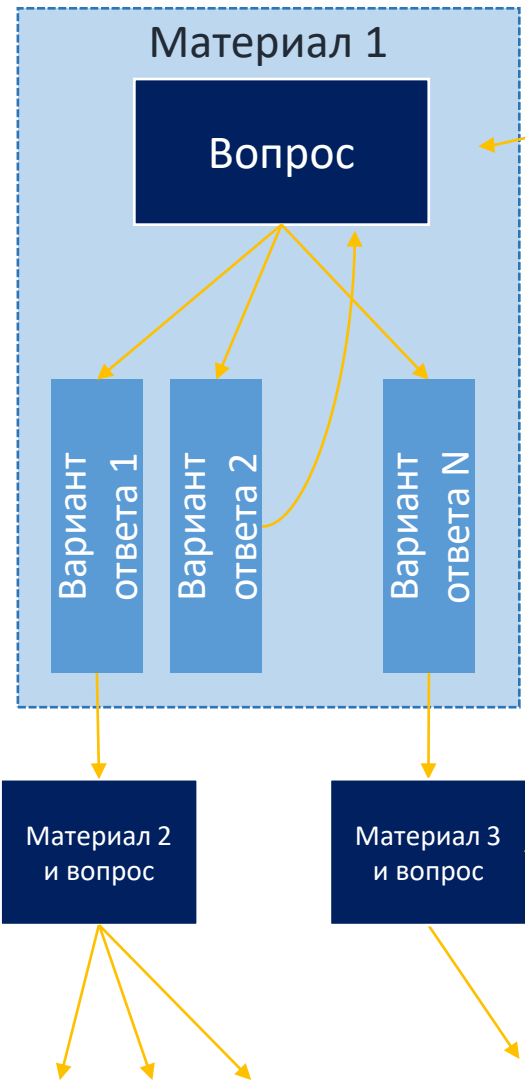 Материал 1
Вопрос
Вариант
ответа 1
Вариант
ответа 2
Вариант
ответа N
Материал 2
и вопрос
Материал 3
и вопрос